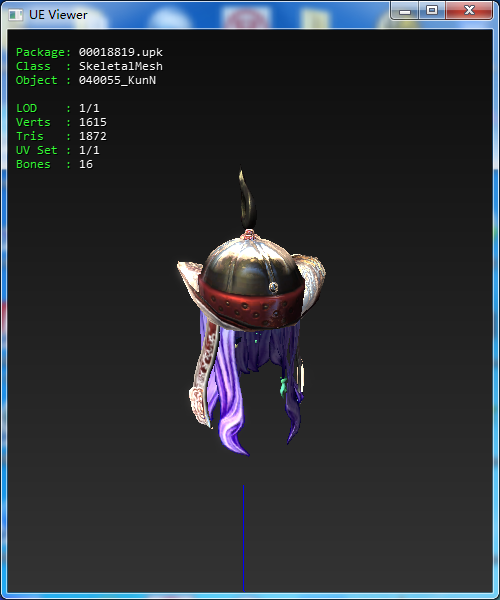 UE Viewer
Package: 00018819.upk
Class : SkeletalMesh
Object : 040055_KunN
LOD : 1/1
Verts : 1615
Tris : 1872
UV Set : 1/1
Bones : 16